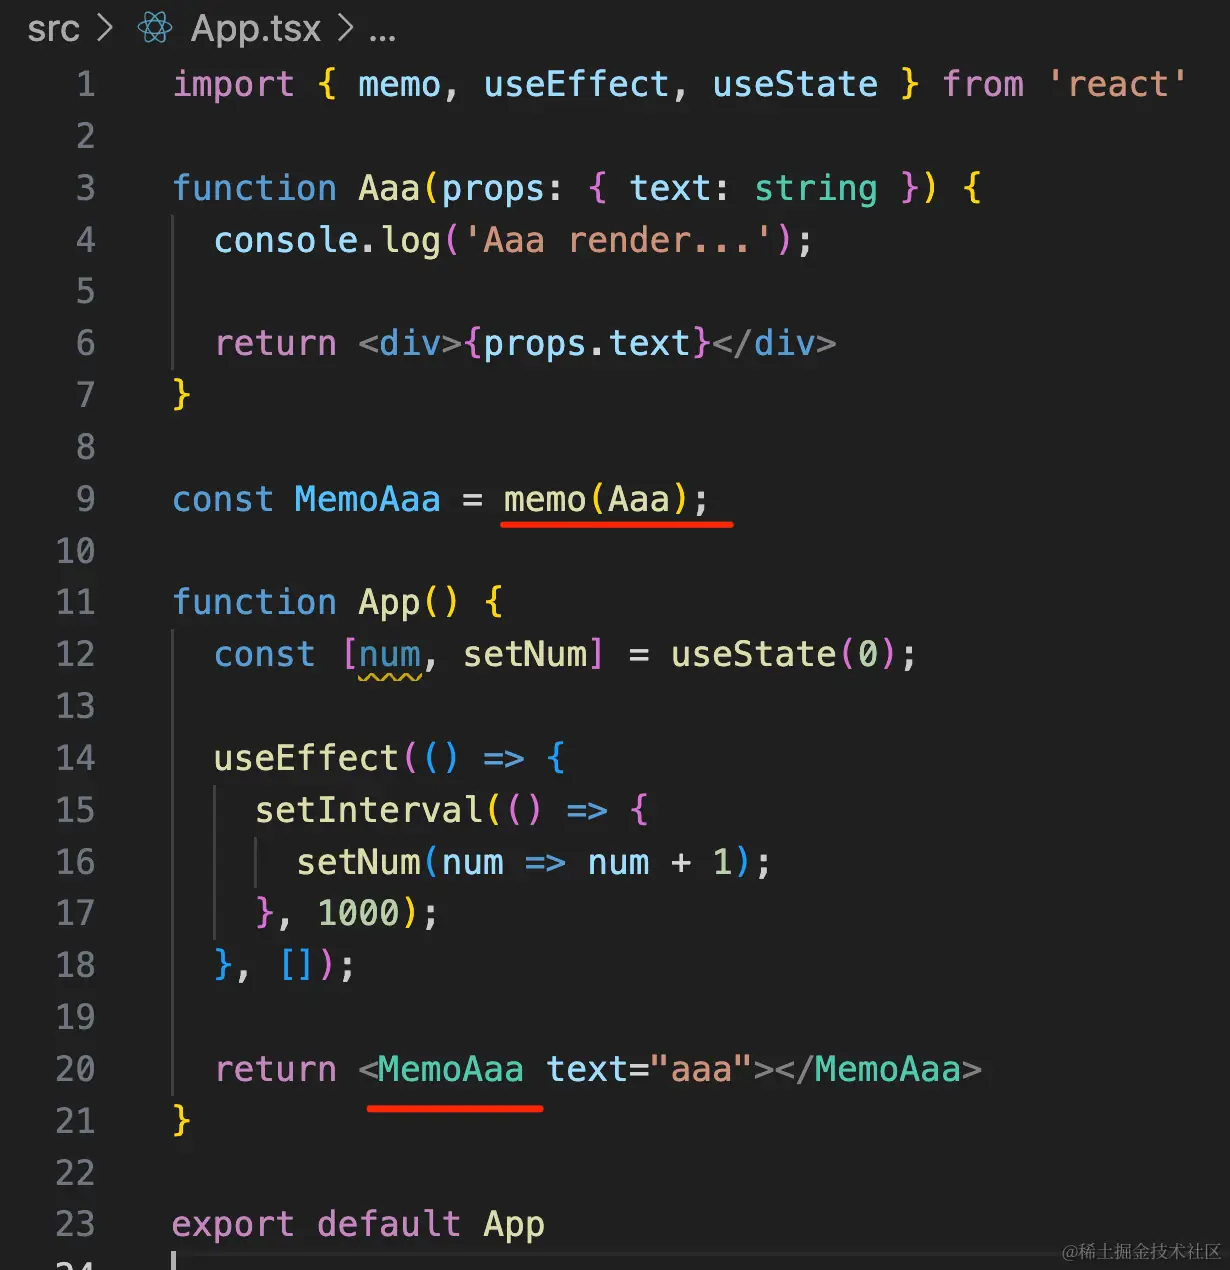 src > App.tsx > ...
1 import { memo, useEffect, useState } from 'react'
2
3 function Aaa(props: { text: string }) {
4   console.log('Aaa render...');
5
6   return <div>{props.text}</div>
7 }
8
9 const MemoAaa = memo(Aaa);
10
11 function App() {
12   const [num, setNum] = useState(0);
13
14   useEffect(() => {
15     setInterval(() => {
16       setNum(num => num + 1);
17     }, 1000);
18   }, []);
19
20   return <MemoAaa text="aaa"></MemoAaa>
21 }
22
23 export default App
24
@稀土掘金技术社区